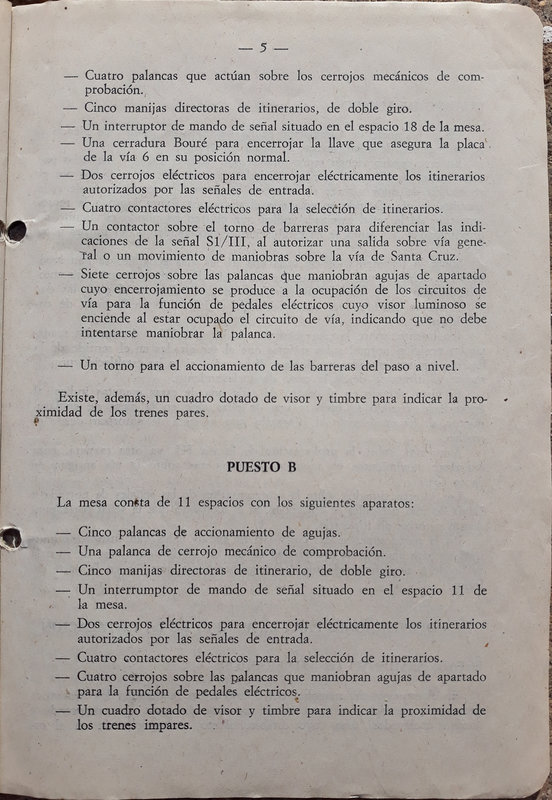 — 5 —
— Cuatro palancas que actúan sobre los cerrojos mecánicos de com-
probación.
— Cinco manijas directoras de itinerarios, de doble giro.
— Un interruptor de mando de señal situado en el espacio 18 de la mesa.
— Una cerradura Bouré para encerrojar la llave que asegura la placa
de la vía 6 en su posición normal.
— Dos cerrojos eléctricos para encerrojar eléctricamente los itinerarios
autorizados por las señales de entrada.
— Cuatro contactores eléctricos para la selección de itinerarios.
— Un contactor sobre el torno de barreras para diferenciar las indi-
caciones de la señal S1/III, al autorizar una salida sobre vía gene-
ral o un movimiento de maniobras sobre la vía de Santa Cruz.
— Siete cerrojos sobre las palancas que maniobran agujas de apartado
cuyo encerrojamiento se produce a la ocupación de los circuitos de
vía para la función de pedales eléctricos cuyo visor luminoso se
enciende al estar ocupado el circuito de vía, indicando que no debe
intentarse maniobrar la palanca.
— Un torno para el accionamiento de las barreras del paso a nivel.
Existe, además, un cuadro dotado de visor y timbre para indicar la pro-
ximidad de los trenes pares.
PUESTO B
La mesa consta de 11 espacios con los siguientes aparatos:
— Cinco palancas de accionamiento de agujas.
— Una palanca de cerrojo mecánico de comprobación.
— Cinco manijas directoras de itinerario, de doble giro.
— Un interrumptor de mando de señal situado en el espacio 11 de
la mesa.
— Dos cerrojos eléctricos para encerrojar eléctricamente los itinerarios
autorizados por las señales de entrada.
— Cuatro contactores eléctricos para la selección de itinerarios.
— Cuatro cerrojos sobre las palancas que maniobran agujas de apartado
para la función de pedales eléctricos.
— Un cuadro dotado de visor y timbre para indicar la proximidad de
los trenes impares.